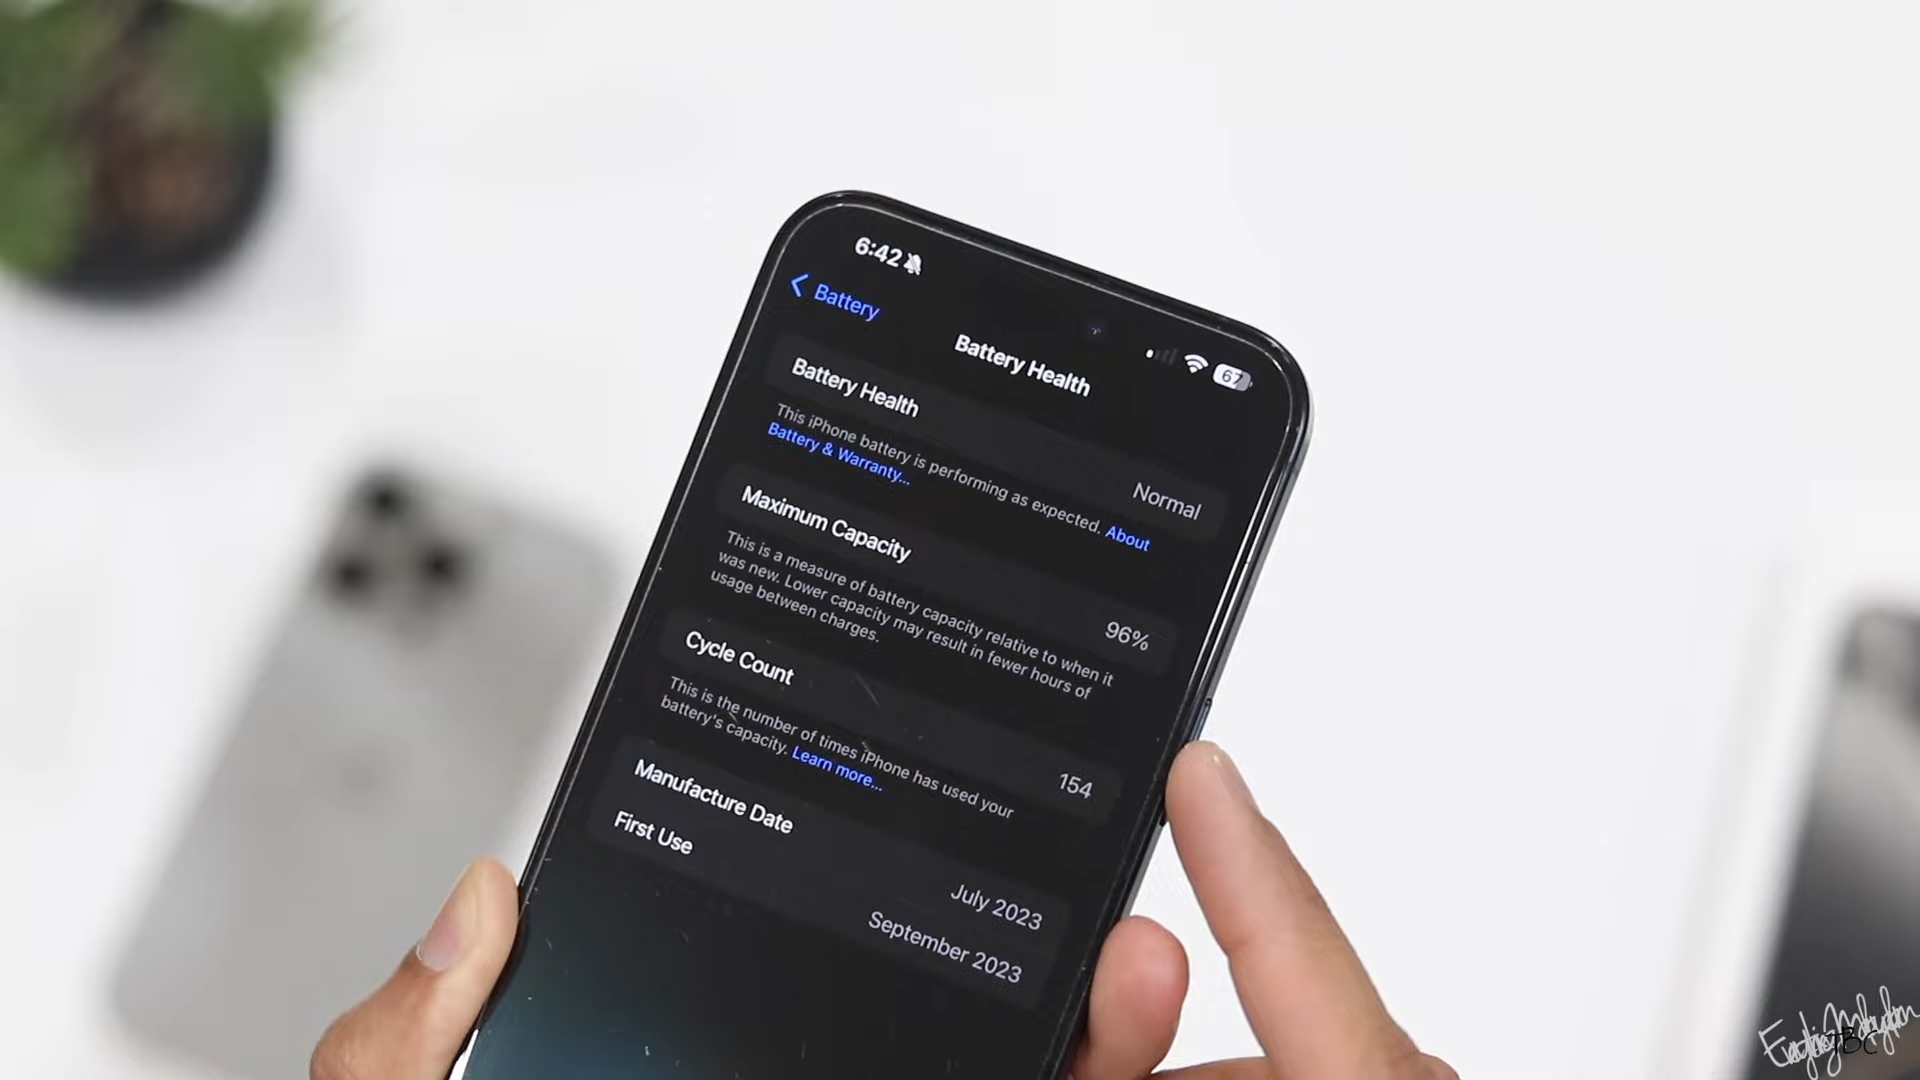 6:42
67
Battery
Battery Health
Battery Health
Normal
This iPhone battery is performing as expected. About
Battery & Warranty...
Maximum Capacity
96%
This is a measure of battery capacity relative to when it
was new. Lower capacity may result in fewer hours of
usage between charges.
Cycle Count
154
This is the number of times iPhone has used your
battery's capacity. Learn more...
Manufacture Date
July 2023
First Use
September 2023
TBC